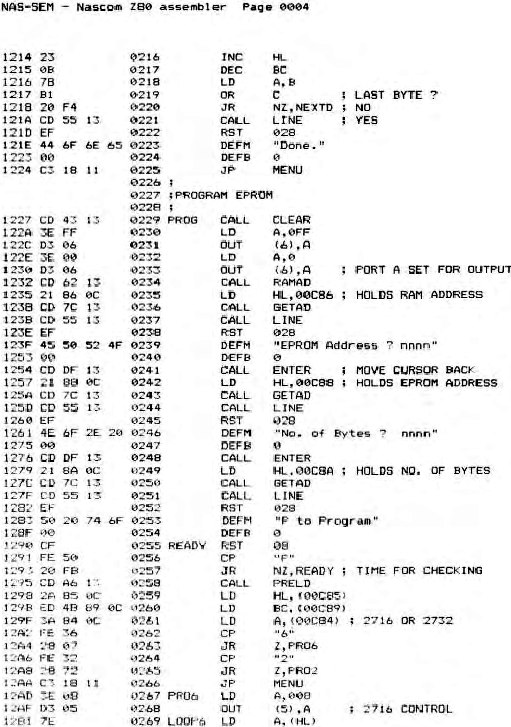 NAS-SEM - Nascom Z80 assembler Page 0004
1214 23 0216 INC HL
1215 0B 0217 DEC BC
1216 78 0218 LD A,B
1217 B1 0219 OR C ; LAST BYTE ?
1218 20 F4 0220 JR NZ,NEXTD ; NO
121A CD 55 13 0221 CALL LINE ; YES
121D EF 0222 RST 028
121E 44 6F 6E 65 0223 DEFM "Done."
1223 00 0224 DEFB 0
1224 C3 18 11 0225 JP MENU
0226 ;
0227 ;PROGRAM EPROM
0228 ;
1227 CD 43 13 0229 PROG CALL CLEAR
122A 3E FF 0230 LD A,0FF
122C D3 06 0231 OUT (6),A
122E 3E 00 0232 LD A,0
1230 D3 06 0233 OUT (6),A ; PORT A SET FOR OUTPUT
1232 CD 62 13 0234 CALL RAMAD
1235 21 86 0C 0235 LD HL,00C86 ; HOLDS RAM ADDRESS
1238 CD 7C 13 0236 CALL GETAD
123B CD 55 13 0237 CALL LINE
123E EF 0238 RST 028
123F 45 50 52 4F 0239 DEFM "EPROM Address ? nnnn"
1253 00 0240 DEFB 0
1254 CD DF 13 0241 CALL ENTER ; MOVE CURSOR BACK
1257 21 88 0C 0242 LD HL,00C88 ; HOLDS EPROM ADDRESS
125A CD 7C 13 0243 CALL GETAD
125D CD 55 13 0244 CALL LINE
1260 EF 0245 RST 028
1261 4E 6F 2E 20 0246 DEFM "No. of Bytes ? nnnn"
1275 00 0247 DEFB 0
1276 CD DF 13 0248 CALL ENTER
1279 21 8A 0C 0249 LD HL,00C8A ; HOLDS NO. OF BYTES
127C CD 7C 13 0250 CALL GETAD
127F CD 55 13 0251 CALL LINE
1282 EF 0252 RST 028
1283 50 20 74 6F 0253 DEFM "P to Program"
128F 00 0254 DEFB 0
1290 CF 0255 READY RST 08
1291 FE 50 0256 CP "P"
1293 20 FB 0257 JR NZ,READY ; TIME FOR CHECKING
1295 CD A6 13 0258 CALL PRELD
1298 2A 85 0C 0259 LD HL,(00C85)
129B ED 4B 89 0C 0260 LD BC,(00C89)
129F 3A 84 0C 0261 LD A,(00C84) ; 2716 OR 2732
12A2 FE 36 0262 CP "6"
12A4 28 07 0263 JR Z,PRO6
12A6 FE 32 0264 CP "2"
12A8 28 72 0265 JR Z,PRO2
12AA C3 18 11 0266 JP MENU
12AD 3E 08 0267 PRO6 LD A,008
12AF D3 05 0268 OUT (5),A ; 2716 CONTROL
12B1 7E 0269 LOOP6 LD A,(HL)